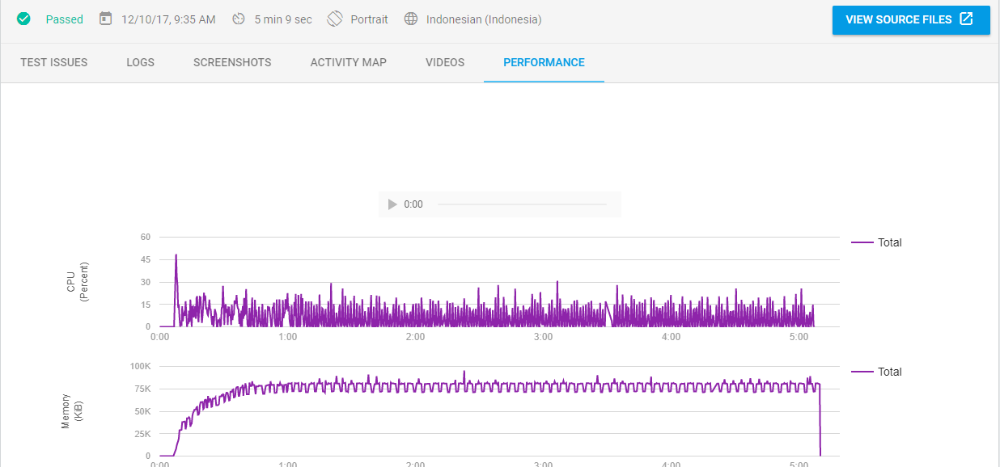 Passed 12/10/17, 9:35 AM 5 min 9 sec Portrait Indonesian (Indonesia) VIEW SOURCE FILES
TEST ISSUES LOGS SCREENSHOTS ACTIVITY MAP VIDEOS PERFORMANCE
0:00
CPU
(Percent)
60
45
30
15
0
0:00 1:00 2:00 3:00 4:00 5:00
Total
Memory
(KiB)
100K
75K
50K
25K
0
0:00 1:00 2:00 3:00 4:00 5:00
Total